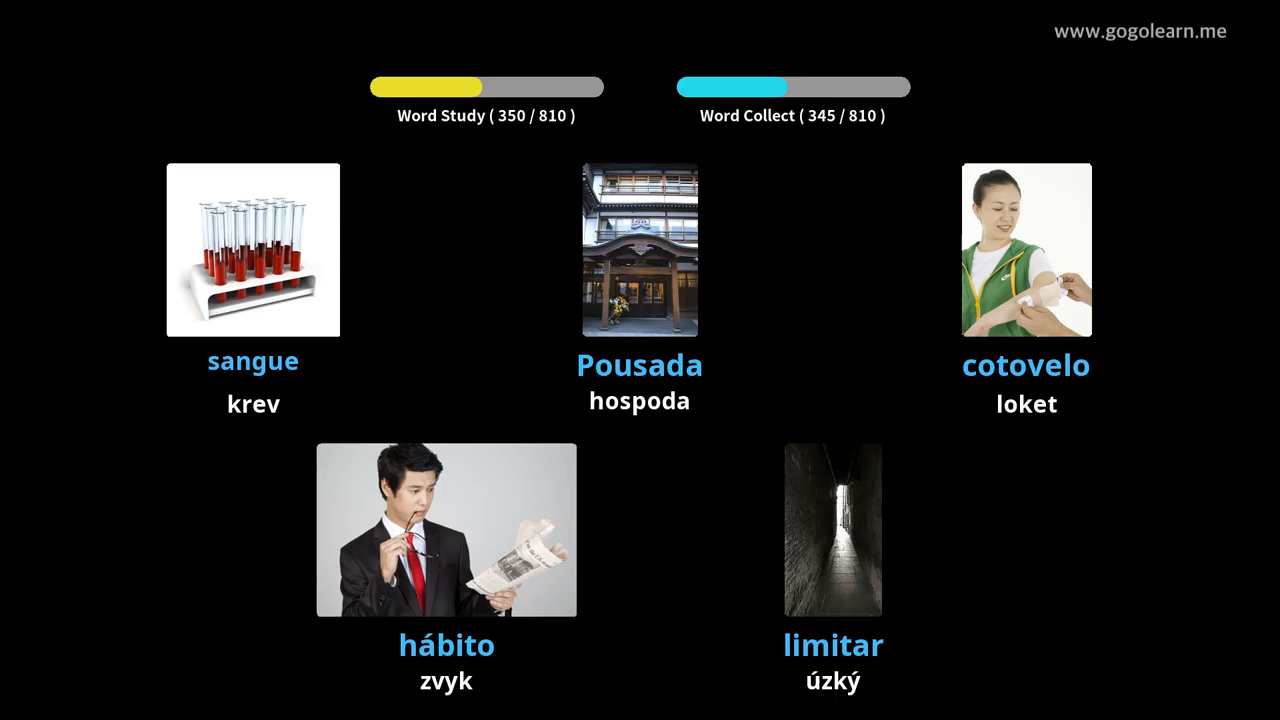 www.gogolearn.me
Word Study ( 350 / 810 )
Word Collect ( 345 / 810 )
sangue
krev
Pousada
hospoda
cotovelo
loket
hábito
zvyk
limitar
úzký